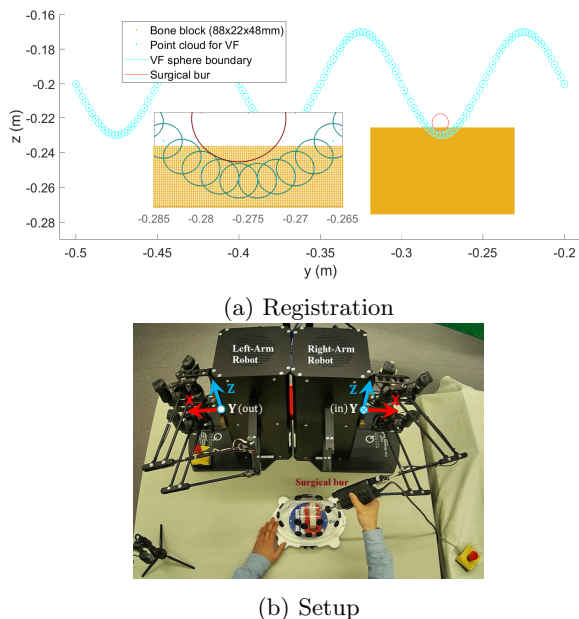 -0.16
-0.18
-0.2
-0.22
-0.24
-0.26
-0.28
z (m)
Bone block (88x22x48mm)
Point cloud for VF
VF sphere boundary
Surgical bur
-0.285
-0.28
-0.275
-0.27
-0.265
-0.5
-0.45
-0.4
-0.35
-0.3
-0.25
-0.2
y (m)
(a) Registration
Left-Arm
Robot
Right-Arm
Robot
Z
X
Y (out)
Z
(in) Y
X
Surgical bur
(b) Setup